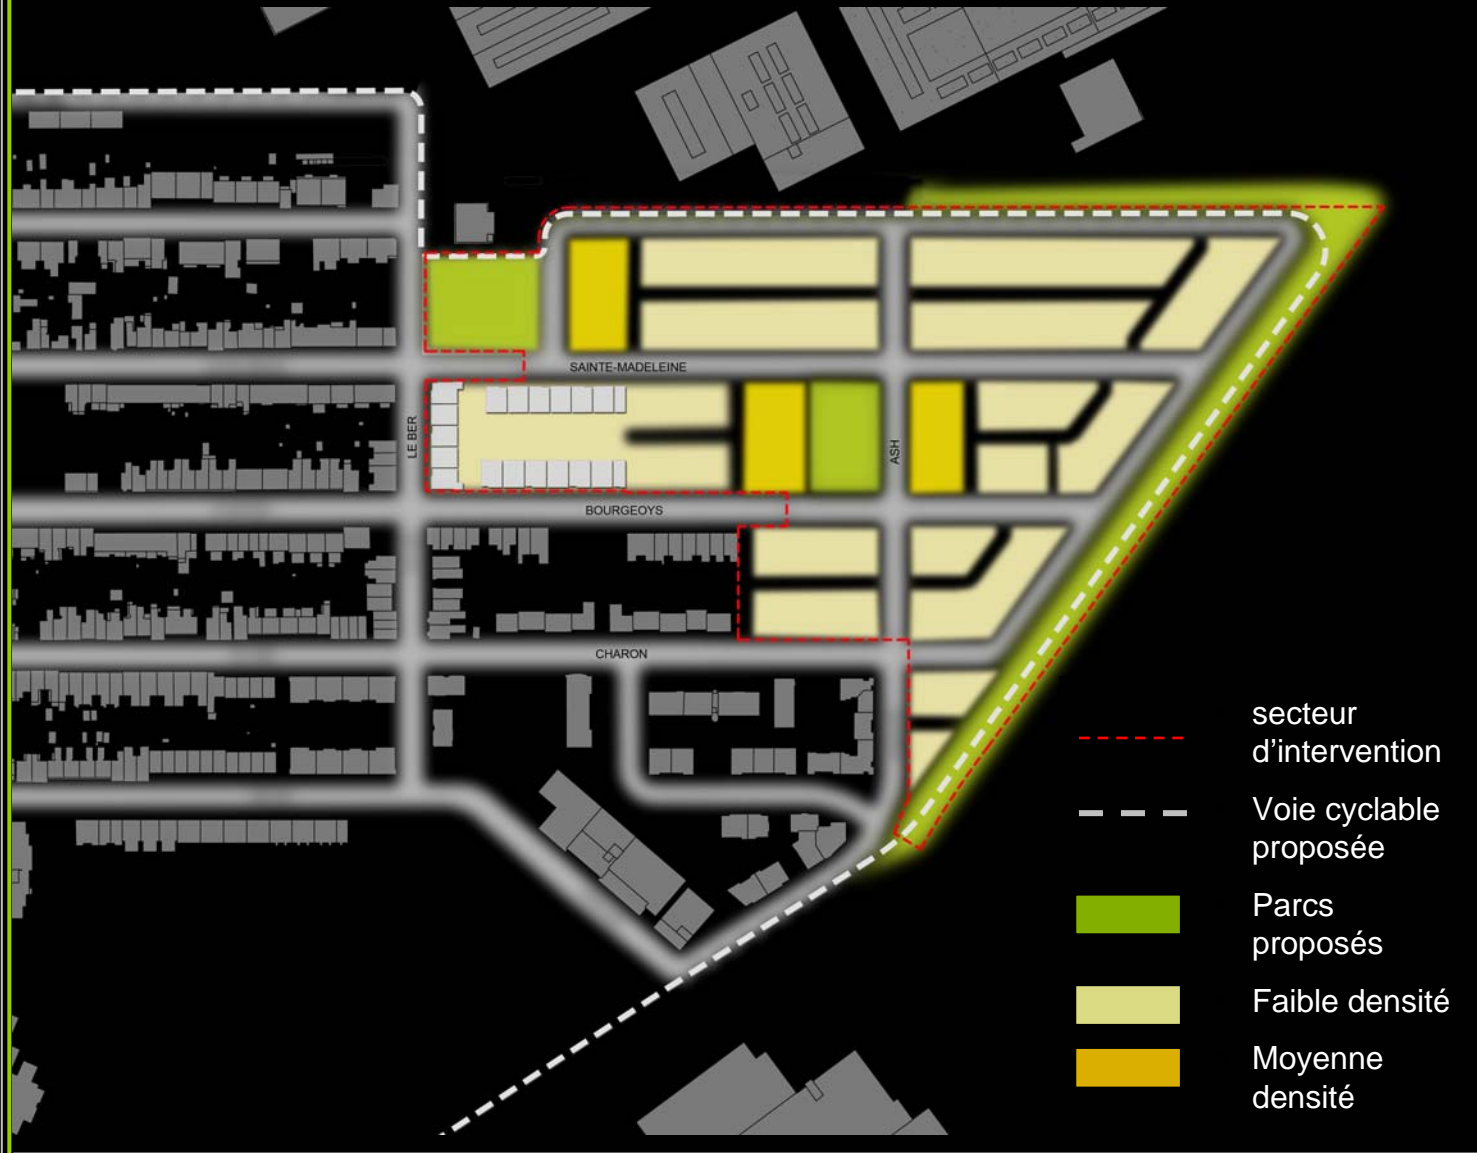 SAINTE-MADELEINE
LE BER
ASH
BOURGEOYS
CHARON
secteur
d'intervention
Voie cyclable
proposée
Parcs
proposés
Faible densité
Moyenne
densité